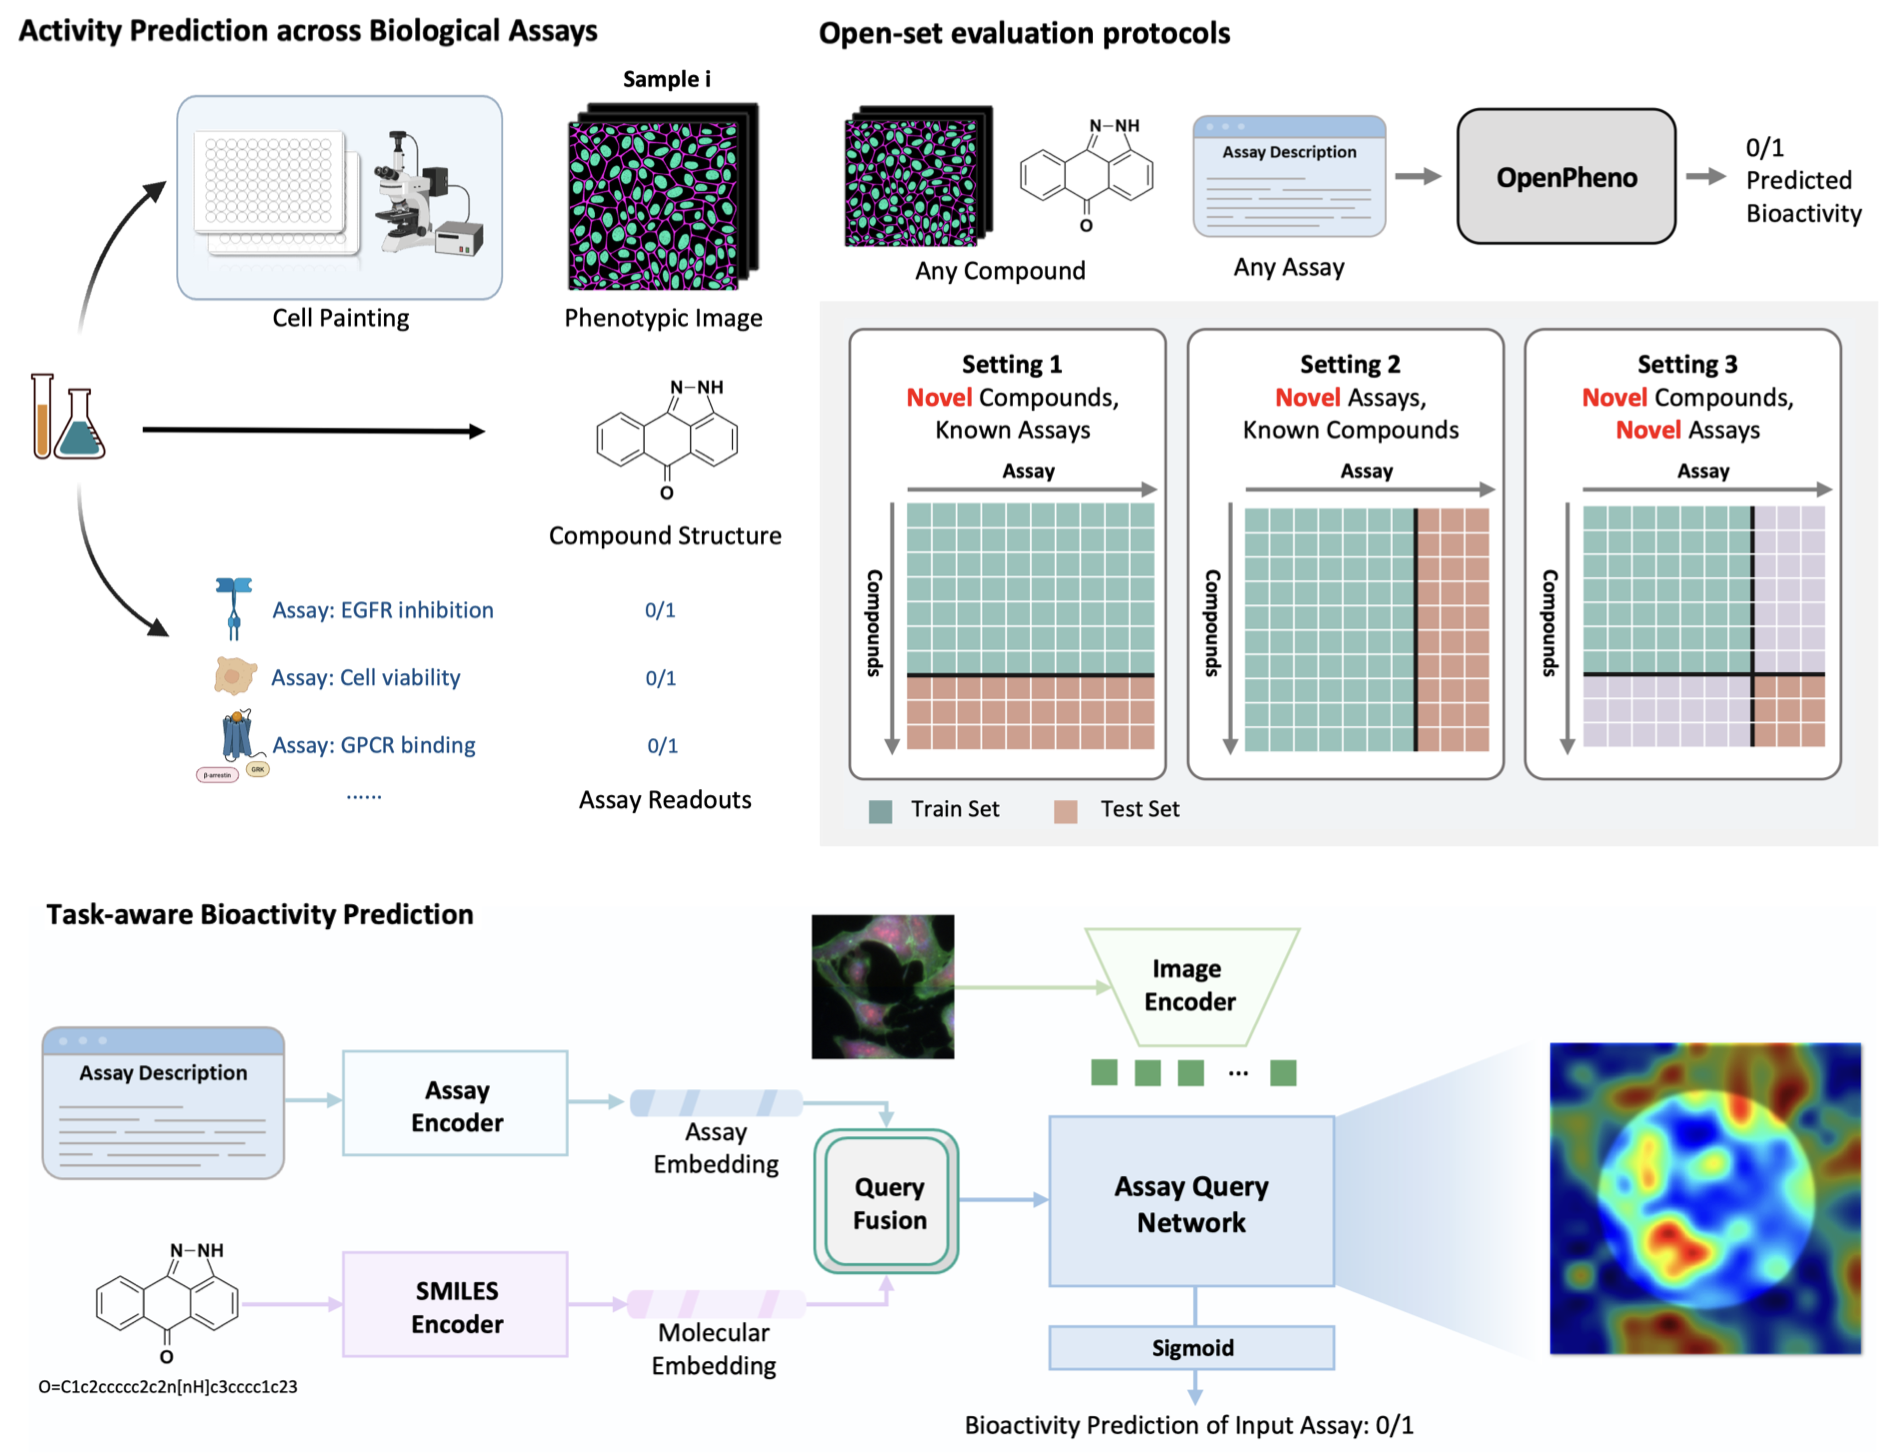 Activity Prediction across Biological Assays
Sample i
Cell Painting
Phenotypic Image
N
NH
O
Compound Structure
Assay: EGFR inhibition
0/1
Assay: Cell viability
0/1
Assay: GPCR binding
0/1
β-arrestin
GRK
......
Assay Readouts
Open-set evaluation protocols
N
NH
O
Any Compound
Assay Description
Any Assay
OpenPheno
0/1
Predicted
Bioactivity
Setting 1
Novel Compounds,
Known Assays
Assay
Compounds
Setting 2
Novel Assays,
Known Compounds
Assay
Compounds
Setting 3
Novel Compounds,
Novel Assays
Assay
Compounds
Train Set
Test Set
Task-aware Bioactivity Prediction
Assay Description
Assay
Encoder
Assay
Embedding
N
NH
O
O=C1c2ccccc2c2n[nH]c3cccc1c23
SMILES
Encoder
Molecular
Embedding
Query
Fusion
Image
Encoder
...
Assay Query
Network
Sigmoid
Bioactivity Prediction of Input Assay: 0/1